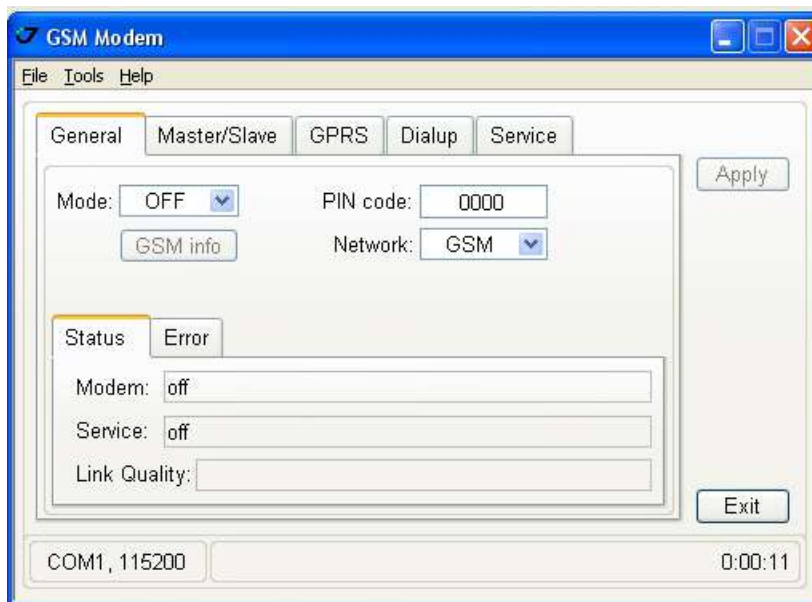 GSM Modem
File Tools Help
General Master/Slave GPRS Dialup Service
Apply
Mode: OFF PIN code: 0000
GSM info Network: GSM
Status Error
Modem: off
Service: off
Link Quality:
Exit
COM1, 115200 0:00:11